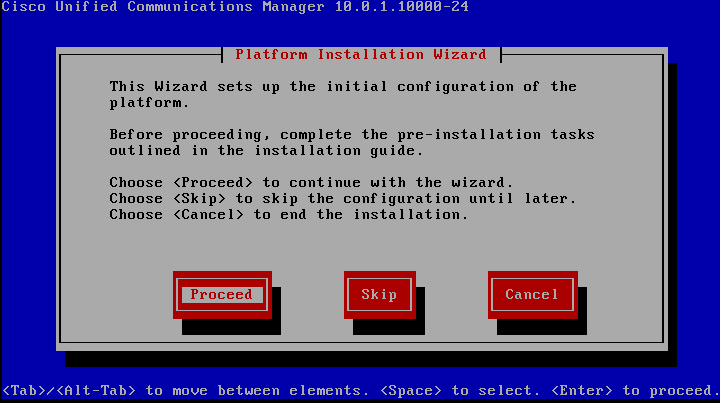 Cisco Unified Communications Manager 10.0.1.10000-24
Platform Installation Wizard
This Wizard sets up the initial configuration of the
platform.
Before proceeding, complete the pre-installation tasks
outlined in the installation guide.
Choose <Proceed> to continue with the wizard.
Choose <Skip> to skip the configuration until later.
Choose <Cancel> to end the installation.
Proceed Skip Cancel
<Tab>/<Alt-Tab> to move between elements. <Space> to select. <Enter> to proceed.